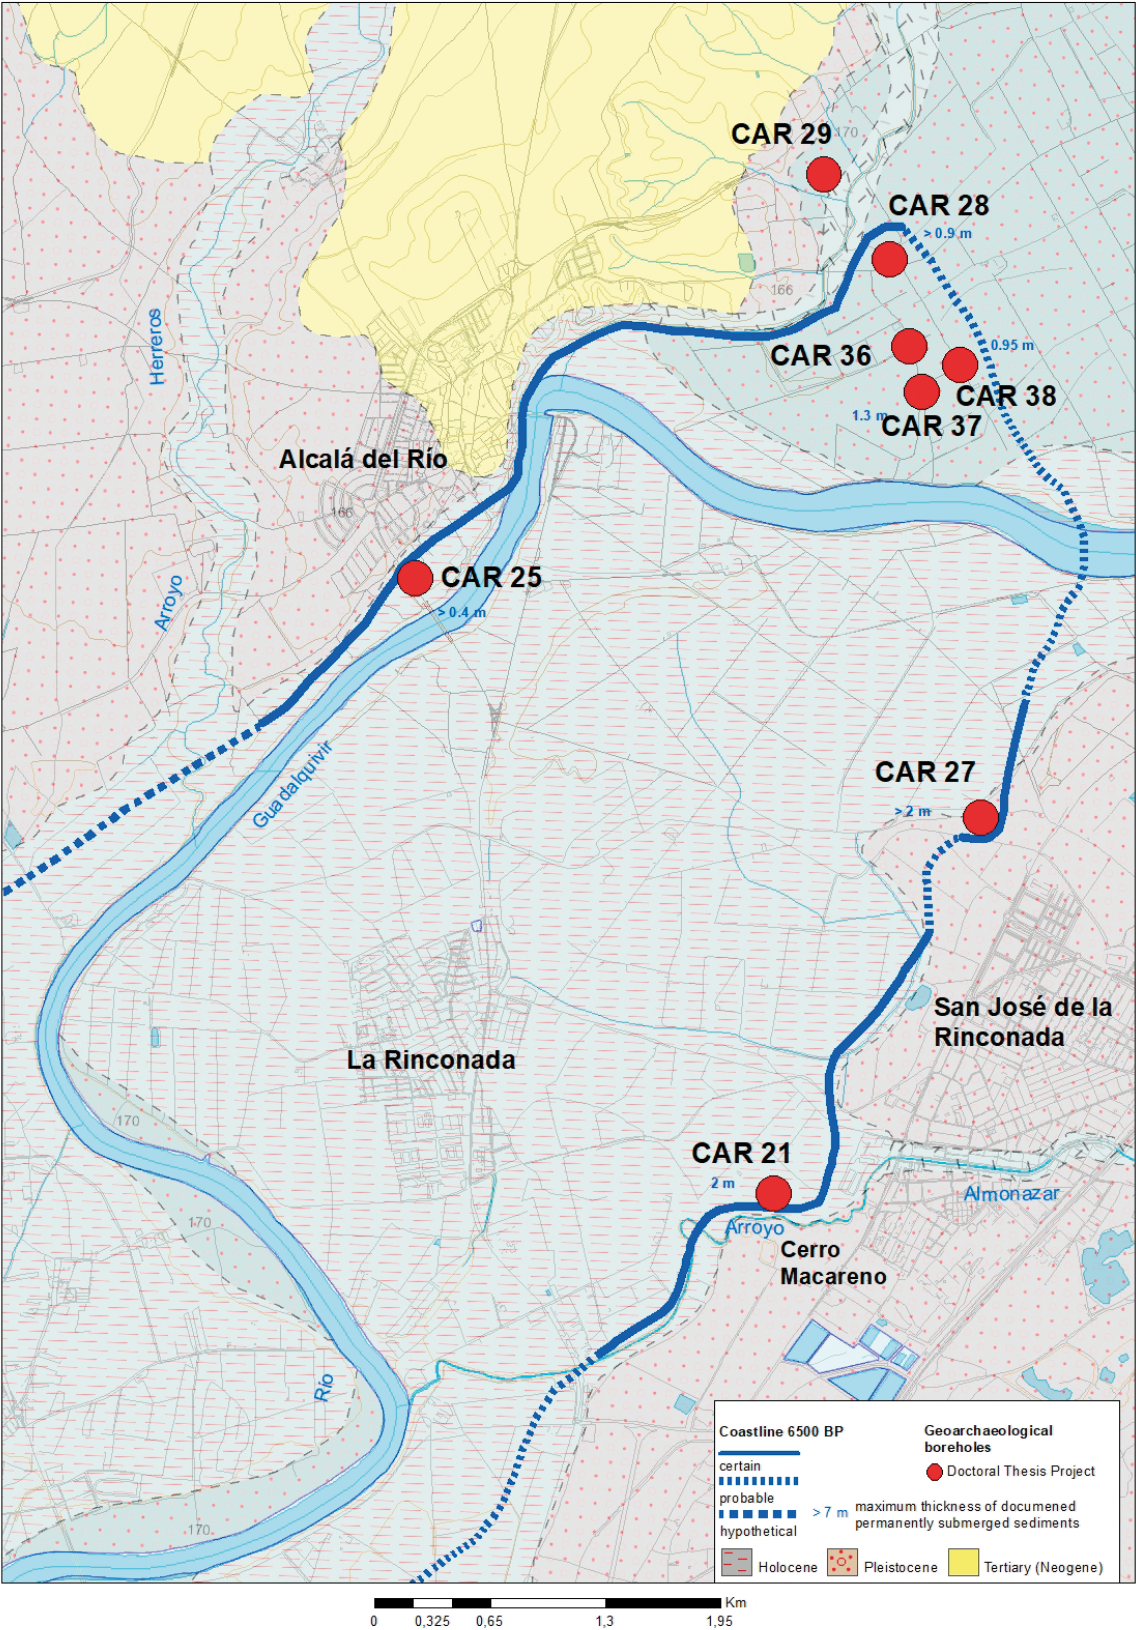 CAR 29
170
CAR 28
> 0.9 m
166
CAR 36
0.95 m
CAR 38
1.3 m
CAR 37
Herreros
Alcalá del Río
166
CAR 25
> 0.4 m
Arroyo
Guadalquivir
CAR 27
> 2 m
San José de la
Rinconada
La Rinconada
170
CAR 21
2 m
Almonazar
170
Arroyo
Cerro
Macareno
Río
170
Coastline 6500 BP
certain
probable
hypothetical
Geoarchaeological
boreholes
Doctoral Thesis Project
> 7 m maximum thickness of documened
permanently submerged sediments
Holocene Pleistocene Tertiary (Neogene)
Km
0 0,325 0,65 1,3 1,95